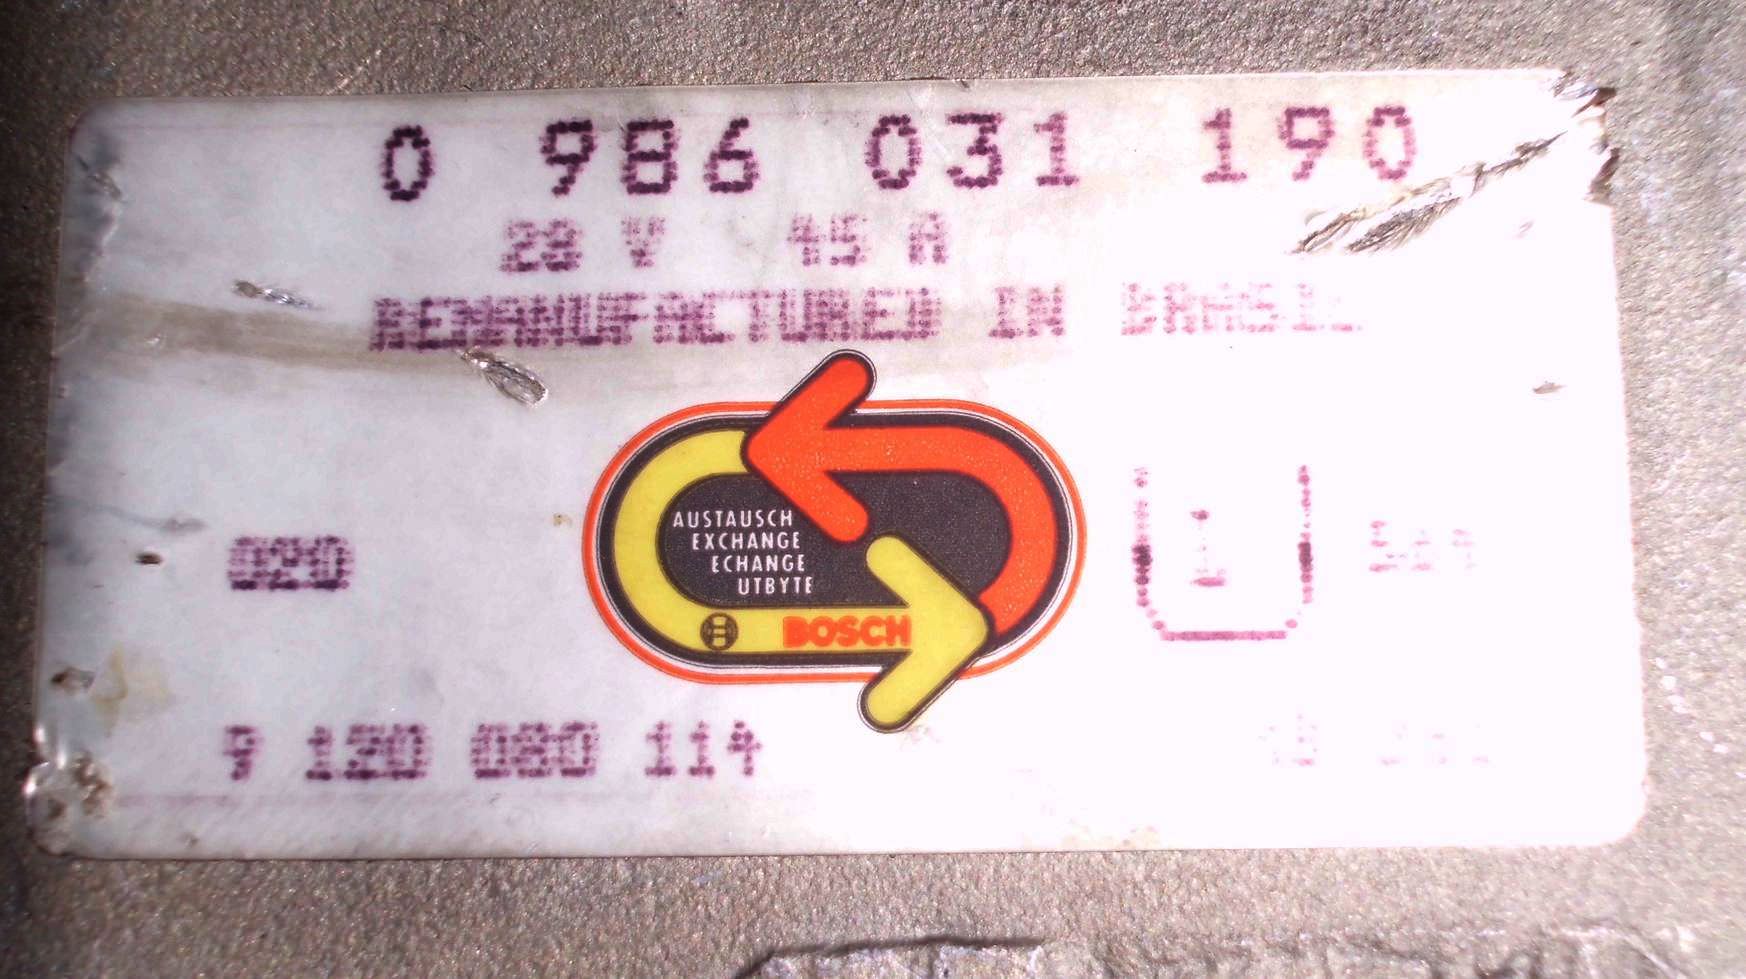 0 986 031 190
28 V 45 A
REMANUFACTURED IN BRASIL
AUSTAUSCH
EXCHANGE
ECHANGE
UTBYTE
BOSCH
020
1
9 120 080 114